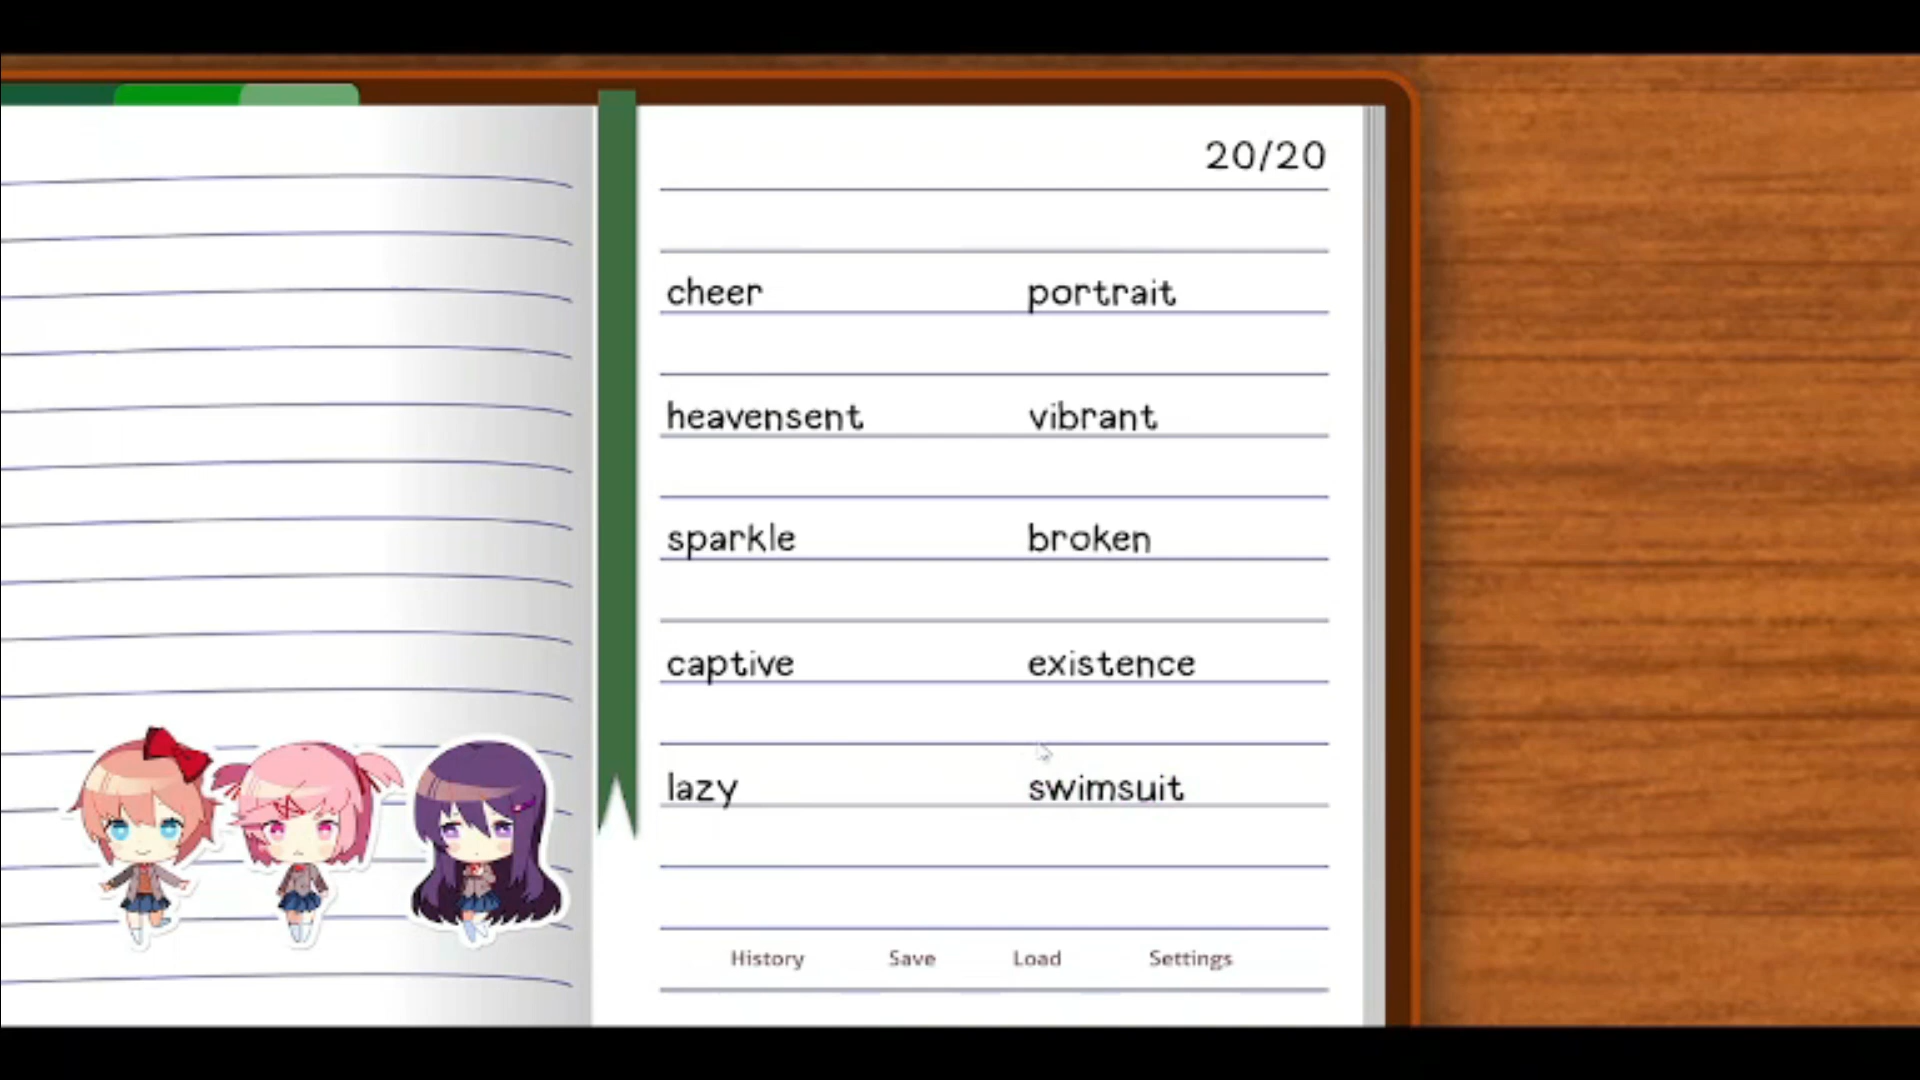 20/20
cheer portrait
heavensent vibrant
sparkle broken
captive existence
lazy swimsuit
History Save Load Settings